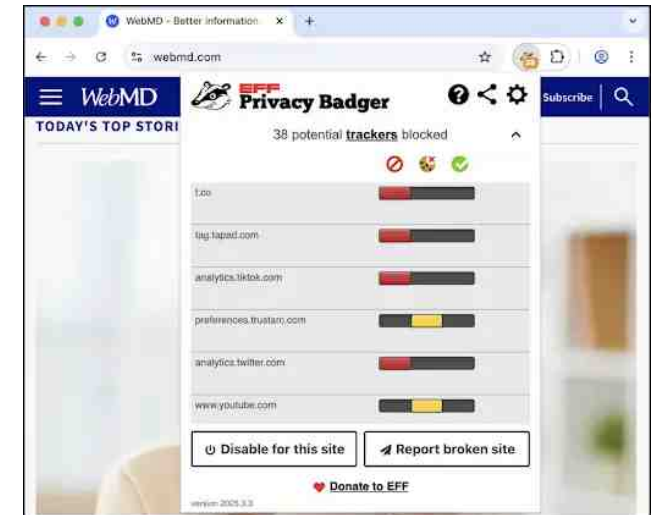 WebMD - Better information
webmd.com
WebMD
EFF
Privacy Badger
Subscribe
TODAY'S TOP STORI
38 potential trackers blocked
t.co
tag.tapad.com
analytics.tiktok.com
preferences.trustarc.com
analytics.twitter.com
www.youtube.com
Disable for this site
Report broken site
Donate to EFF
version 2025.3.3